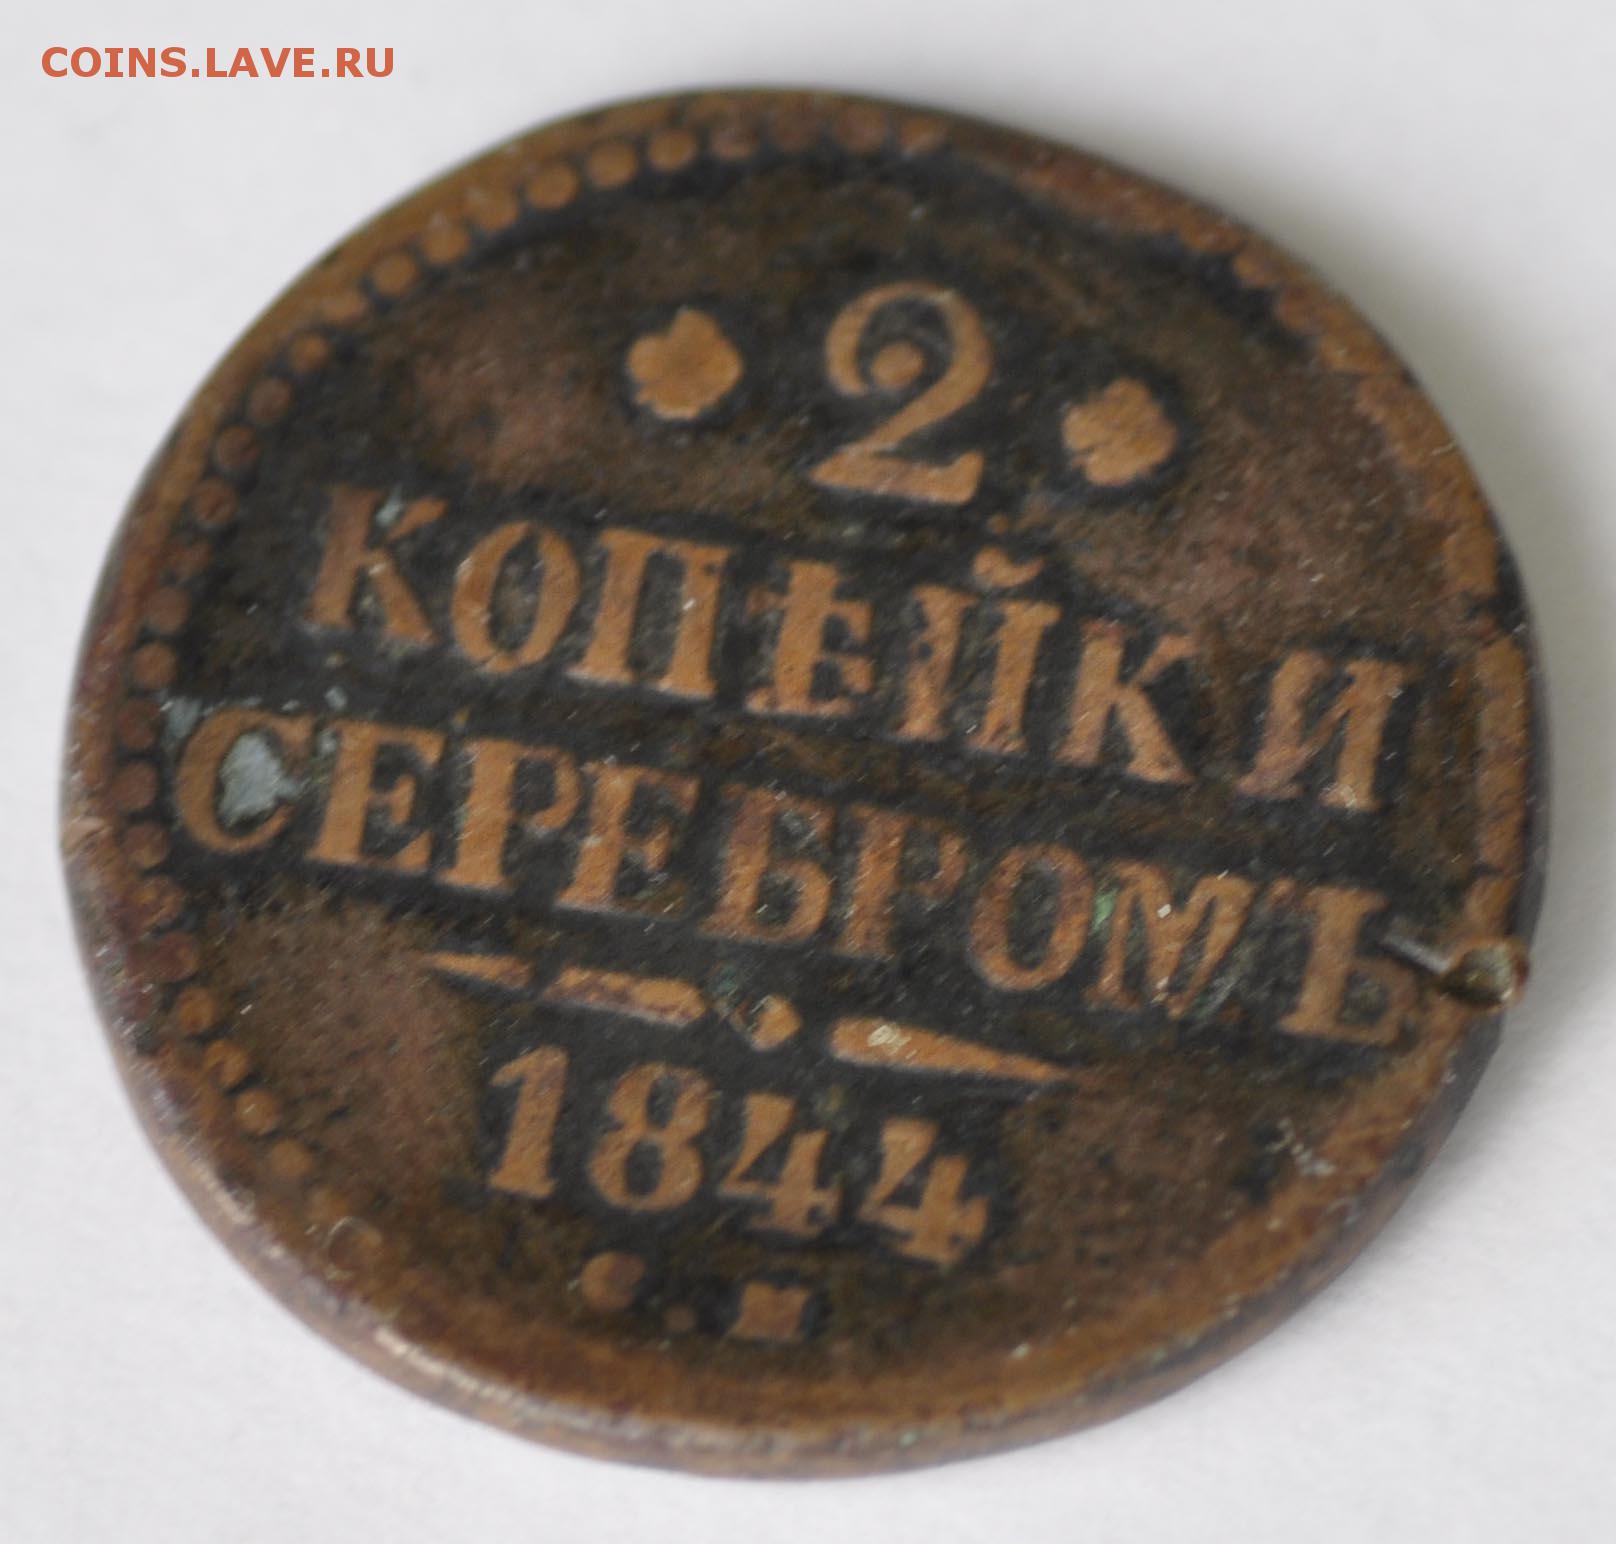 COINS.LAVE.RU
2
КОПѢЙКИ
СЕРЕБРОМЪ
1844